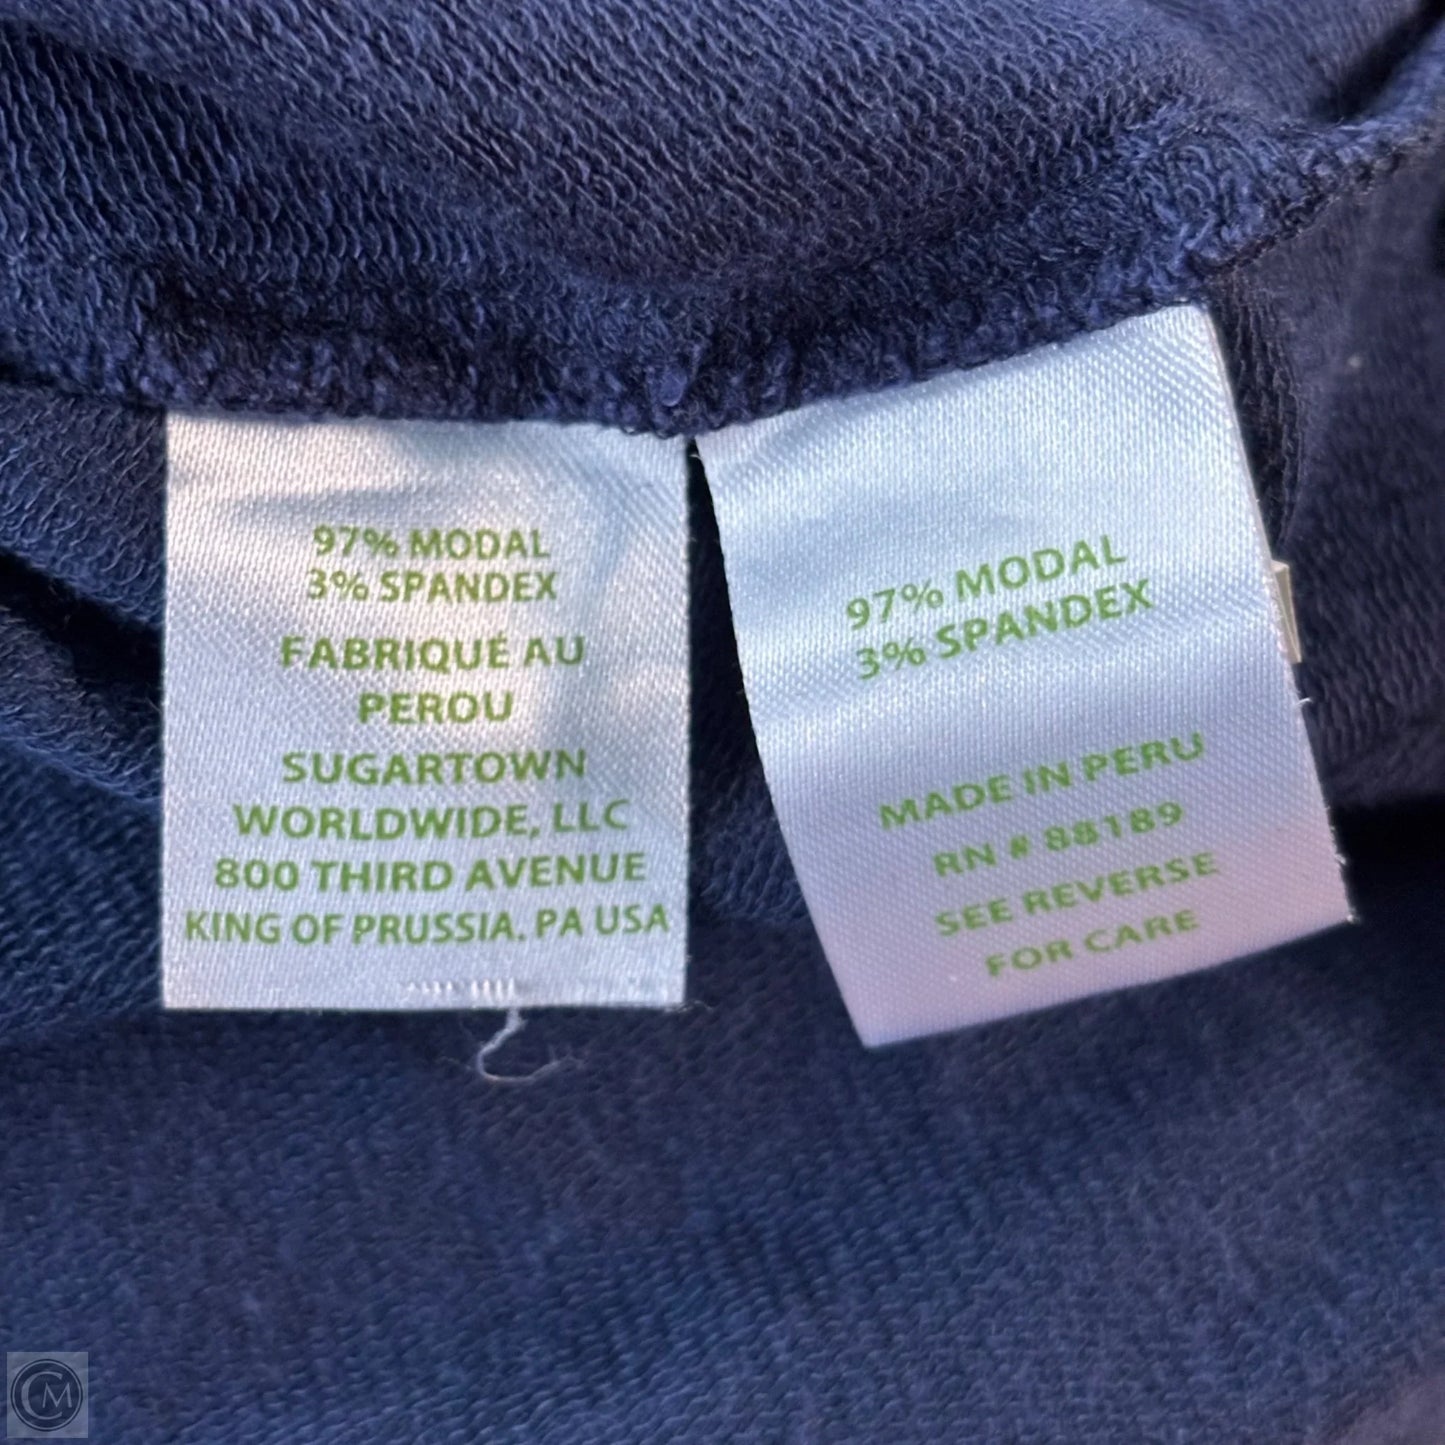 97% MODAL
3% SPANDEX
FABRIQUÉ AU
PEROU
SUGARTOWN
WORLDWIDE, LLC
800 THIRD AVENUE
KING OF PRUSSIA, PA USA
97% MODAL
3% SPANDEX
MADE IN PERU
RN # 88189
SEE REVERSE
FOR CARE
CM